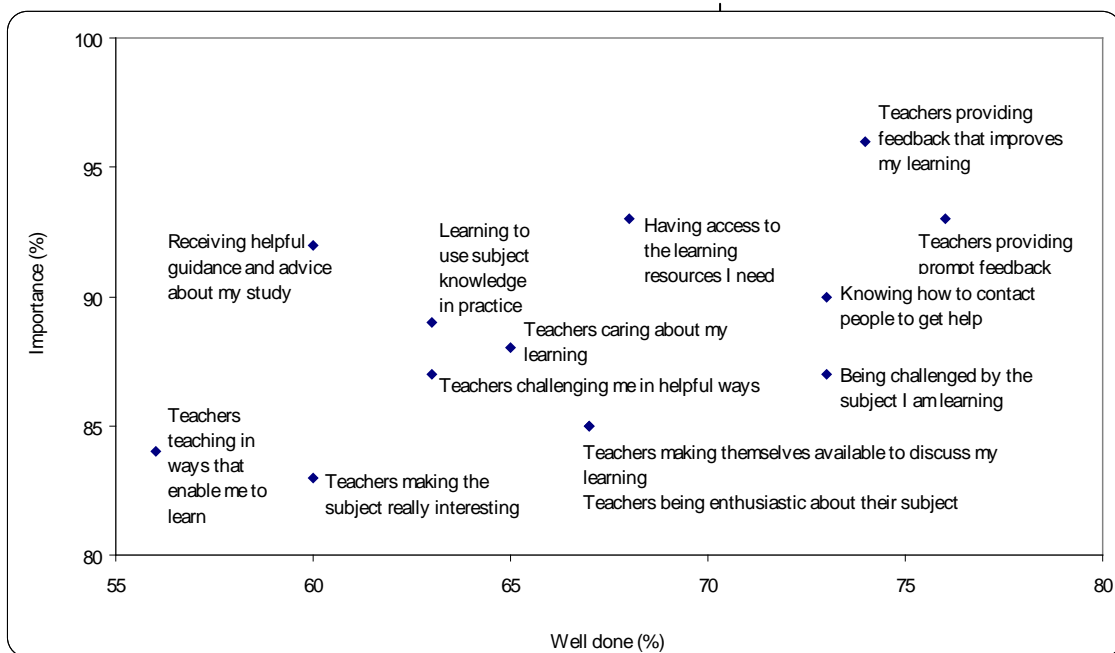 100
95
90
85
80
Importance (%)
Teachers providing
feedback that improves
my learning
Receiving helpful
guidance and advice
about my study
Learning to
use subject
knowledge
in practice
Having access to
the learning
resources I need
Teachers providing
prompt feedback
Knowing how to contact
people to get help
Teachers caring about my
learning
Teachers challenging me in helpful ways
Being challenged by the
subject I am learning
Teachers
teaching in
ways that
enable me to
learn
Teachers making the
subject really interesting
Teachers making themselves available to discuss my
learning
Teachers being enthusiastic about their subject
55
60
65
70
75
80
Well done (%)